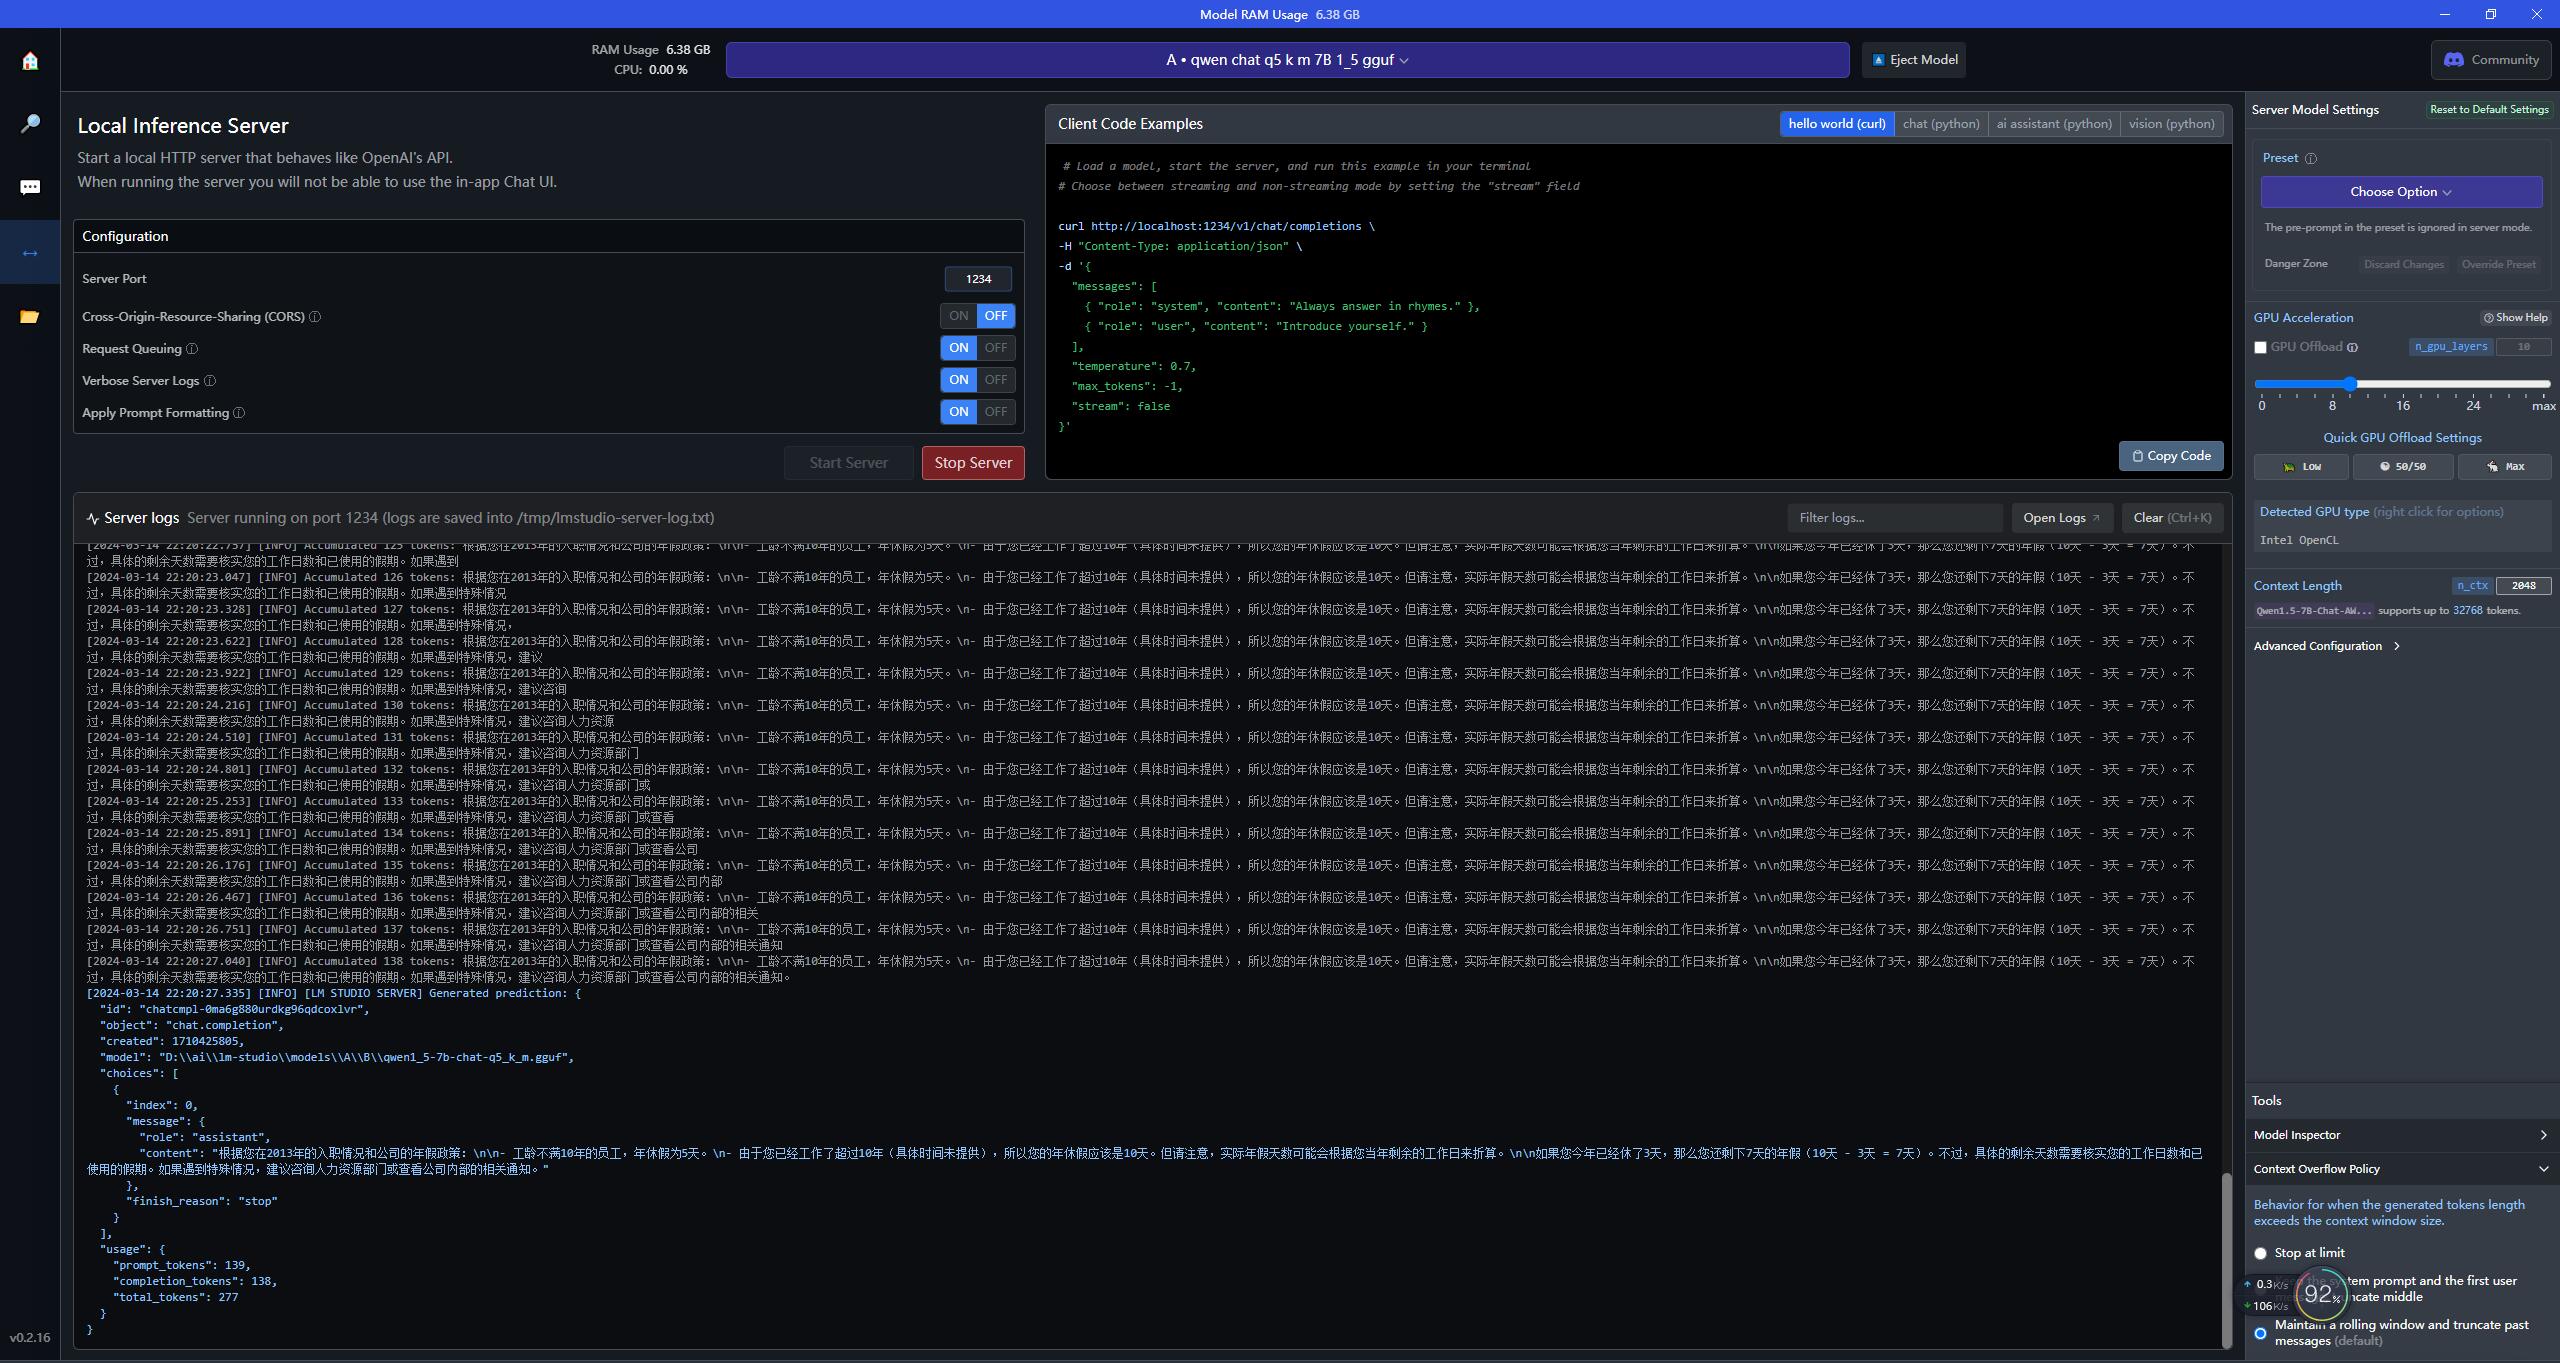 Model RAM Usage 6.38 GB
RAM Usage 6.38 GB
CPU: 0.00 %
A • qwen chat q5 k m 7B 1_5 gguf
Eject Model
Community
Local Inference Server
Start a local HTTP server that behaves like OpenAI's API.
When running the server you will not be able to use the in-app Chat UI.
Configuration
Server Port 1234
Cross-Origin-Resource-Sharing (CORS) ON OFF
Request Queuing ON OFF
Verbose Server Logs ON OFF
Apply Prompt Formatting ON OFF
Start Server Stop Server
Client Code Examples
hello world (curl) chat (python) ai assistant (python) vision (python)
# Load a model, start the server, and run this example in your terminal
# Choose between streaming and non-streaming mode by setting the "stream" field
curl http://localhost:1234/v1/chat/completions \
-H "Content-Type: application/json" \
-d '{
"messages": [
{ "role": "system", "content": "Always answer in rhymes." },
{ "role": "user", "content": "Introduce yourself." }
],
"temperature": 0.7,
"max_tokens": -1,
"stream": false
}'
Copy Code
Server logs Server running on port 1234 (logs are saved into /tmp/lmstudio-server-log.txt)
Filter logs... Open Logs Clear (Ctrl+K)
[2024-03-14 22:20:22.757] [INFO] Accumulated 125 tokens: 根据您在2013年的入职情况和公司的年假政策：\n\n- 工龄不满10年的员工，年休假为5天。\n- 由于您已经工作了超过10年（具体时间未提供），所以您的年休假应该是10天。但请注意，实际年假天数可能会根据您当年剩余的工作日来折算。\n\n如果您今年已经休了3天，那么您还剩下7天的年假（10天 - 3天 = 7天）。不
过，具体的剩余天数需要核实您的工作日数和已使用的假期。如果遇到
[2024-03-14 22:20:23.047] [INFO] Accumulated 126 tokens: 根据您在2013年的入职情况和公司的年假政策：\n\n- 工龄不满10年的员工，年休假为5天。\n- 由于您已经工作了超过10年（具体时间未提供），所以您的年休假应该是10天。但请注意，实际年假天数可能会根据您当年剩余的工作日来折算。\n\n如果您今年已经休了3天，那么您还剩下7天的年假（10天 - 3天 = 7天）。不
过，具体的剩余天数需要核实您的工作日数和已使用的假期。如果遇到特殊情况
[2024-03-14 22:20:23.328] [INFO] Accumulated 127 tokens: 根据您在2013年的入职情况和公司的年假政策：\n\n- 工龄不满10年的员工，年休假为5天。\n- 由于您已经工作了超过10年（具体时间未提供），所以您的年休假应该是10天。但请注意，实际年假天数可能会根据您当年剩余的工作日来折算。\n\n如果您今年已经休了3天，那么您还剩下7天的年假（10天 - 3天 = 7天）。不
过，具体的剩余天数需要核实您的工作日数和已使用的假期。如果遇到特殊情况，
[2024-03-14 22:20:23.622] [INFO] Accumulated 128 tokens: 根据您在2013年的入职情况和公司的年假政策：\n\n- 工龄不满10年的员工，年休假为5天。\n- 由于您已经工作了超过10年（具体时间未提供），所以您的年休假应该是10天。但请注意，实际年假天数可能会根据您当年剩余的工作日来折算。\n\n如果您今年已经休了3天，那么您还剩下7天的年假（10天 - 3天 = 7天）。不
过，具体的剩余天数需要核实您的工作日数和已使用的假期。如果遇到特殊情况，建议
[2024-03-14 22:20:23.922] [INFO] Accumulated 129 tokens: 根据您在2013年的入职情况和公司的年假政策：\n\n- 工龄不满10年的员工，年休假为5天。\n- 由于您已经工作了超过10年（具体时间未提供），所以您的年休假应该是10天。但请注意，实际年假天数可能会根据您当年剩余的工作日来折算。\n\n如果您今年已经休了3天，那么您还剩下7天的年假（10天 - 3天 = 7天）。不
过，具体的剩余天数需要核实您的工作日数和已使用的假期。如果遇到特殊情况，建议咨询
[2024-03-14 22:20:24.216] [INFO] Accumulated 130 tokens: 根据您在2013年的入职情况和公司的年假政策：\n\n- 工龄不满10年的员工，年休假为5天。\n- 由于您已经工作了超过10年（具体时间未提供），所以您的年休假应该是10天。但请注意，实际年假天数可能会根据您当年剩余的工作日来折算。\n\n如果您今年已经休了3天，那么您还剩下7天的年假（10天 - 3天 = 7天）。不
过，具体的剩余天数需要核实您的工作日数和已使用的假期。如果遇到特殊情况，建议咨询人力资源
[2024-03-14 22:20:24.510] [INFO] Accumulated 131 tokens: 根据您在2013年的入职情况和公司的年假政策：\n\n- 工龄不满10年的员工，年休假为5天。\n- 由于您已经工作了超过10年（具体时间未提供），所以您的年休假应该是10天。但请注意，实际年假天数可能会根据您当年剩余的工作日来折算。\n\n如果您今年已经休了3天，那么您还剩下7天的年假（10天 - 3天 = 7天）。不
过，具体的剩余天数需要核实您的工作日数和已使用的假期。如果遇到特殊情况，建议咨询人力资源部门
[2024-03-14 22:20:24.801] [INFO] Accumulated 132 tokens: 根据您在2013年的入职情况和公司的年假政策：\n\n- 工龄不满10年的员工，年休假为5天。\n- 由于您已经工作了超过10年（具体时间未提供），所以您的年休假应该是10天。但请注意，实际年假天数可能会根据您当年剩余的工作日来折算。\n\n如果您今年已经休了3天，那么您还剩下7天的年假（10天 - 3天 = 7天）。不
过，具体的剩余天数需要核实您的工作日数和已使用的假期。如果遇到特殊情况，建议咨询人力资源部门或
[2024-03-14 22:20:25.253] [INFO] Accumulated 133 tokens: 根据您在2013年的入职情况和公司的年假政策：\n\n- 工龄不满10年的员工，年休假为5天。\n- 由于您已经工作了超过10年（具体时间未提供），所以您的年休假应该是10天。但请注意，实际年假天数可能会根据您当年剩余的工作日来折算。\n\n如果您今年已经休了3天，那么您还剩下7天的年假（10天 - 3天 = 7天）。不
过，具体的剩余天数需要核实您的工作日数和已使用的假期。如果遇到特殊情况，建议咨询人力资源部门或查看
[2024-03-14 22:20:25.891] [INFO] Accumulated 134 tokens: 根据您在2013年的入职情况和公司的年假政策：\n\n- 工龄不满10年的员工，年休假为5天。\n- 由于您已经工作了超过10年（具体时间未提供），所以您的年休假应该是10天。但请注意，实际年假天数可能会根据您当年剩余的工作日来折算。\n\n如果您今年已经休了3天，那么您还剩下7天的年假（10天 - 3天 = 7天）。不
过，具体的剩余天数需要核实您的工作日数和已使用的假期。如果遇到特殊情况，建议咨询人力资源部门或查看公司
[2024-03-14 22:20:26.176] [INFO] Accumulated 135 tokens: 根据您在2013年的入职情况和公司的年假政策：\n\n- 工龄不满10年的员工，年休假为5天。\n- 由于您已经工作了超过10年（具体时间未提供），所以您的年休假应该是10天。但请注意，实际年假天数可能会根据您当年剩余的工作日来折算。\n\n如果您今年已经休了3天，那么您还剩下7天的年假（10天 - 3天 = 7天）。不
过，具体的剩余天数需要核实您的工作日数和已使用的假期。如果遇到特殊情况，建议咨询人力资源部门或查看公司内部
[2024-03-14 22:20:26.467] [INFO] Accumulated 136 tokens: 根据您在2013年的入职情况和公司的年假政策：\n\n- 工龄不满10年的员工，年休假为5天。\n- 由于您已经工作了超过10年（具体时间未提供），所以您的年休假应该是10天。但请注意，实际年假天数可能会根据您当年剩余的工作日来折算。\n\n如果您今年已经休了3天，那么您还剩下7天的年假（10天 - 3天 = 7天）。不
过，具体的剩余天数需要核实您的工作日数和已使用的假期。如果遇到特殊情况，建议咨询人力资源部门或查看公司内部的相关
[2024-03-14 22:20:26.751] [INFO] Accumulated 137 tokens: 根据您在2013年的入职情况和公司的年假政策：\n\n- 工龄不满10年的员工，年休假为5天。\n- 由于您已经工作了超过10年（具体时间未提供），所以您的年休假应该是10天。但请注意，实际年假天数可能会根据您当年剩余的工作日来折算。\n\n如果您今年已经休了3天，那么您还剩下7天的年假（10天 - 3天 = 7天）。不
过，具体的剩余天数需要核实您的工作日数和已使用的假期。如果遇到特殊情况，建议咨询人力资源部门或查看公司内部的相关通知
[2024-03-14 22:20:27.040] [INFO] Accumulated 138 tokens: 根据您在2013年的入职情况和公司的年假政策：\n\n- 工龄不满10年的员工，年休假为5天。\n- 由于您已经工作了超过10年（具体时间未提供），所以您的年休假应该是10天。但请注意，实际年假天数可能会根据您当年剩余的工作日来折算。\n\n如果您今年已经休了3天，那么您还剩下7天的年假（10天 - 3天 = 7天）。不
过，具体的剩余天数需要核实您的工作日数和已使用的假期。如果遇到特殊情况，建议咨询人力资源部门或查看公司内部的相关通知。
[2024-03-14 22:20:27.335] [INFO] [LM STUDIO SERVER] Generated prediction: {
"id": "chatcmpl-0ma6g880urdkg96qdcoxlvr",
"object": "chat.completion",
"created": 1710425805,
"model": "D:\\ai\\lm-studio\\models\\A\\B\\qwen1_5-7b-chat-q5_k_m.gguf",
"choices": [
{
"index": 0,
"message": {
"role": "assistant",
"content": "根据您在2013年的入职情况和公司的年假政策：\n\n- 工龄不满10年的员工，年休假为5天。\n- 由于您已经工作了超过10年（具体时间未提供），所以您的年休假应该是10天。但请注意，实际年假天数可能会根据您当年剩余的工作日来折算。\n\n如果您今年已经休了3天，那么您还剩下7天的年假（10天 - 3天 = 7天）。不过，具体的剩余天数需要核实您的工作日数和已
使用的假期。如果遇到特殊情况，建议咨询人力资源部门或查看公司内部的相关通知。"
},
"finish_reason": "stop"
}
],
"usage": {
"prompt_tokens": 139,
"completion_tokens": 138,
"total_tokens": 277
}
}
v0.2.16
Server Model Settings Reset to Default Settings
Preset
Choose Option
The pre-prompt in the preset is ignored in server mode.
Danger Zone Discard Changes Override Preset
GPU Acceleration Show Help
GPU Offload n_gpu_layers 10
0 8 16 24 max
Quick GPU Offload Settings
Low 50/50 Max
Detected GPU type (right click for options)
Intel OpenCL
Context Length n_ctx 2048
Qwen1.5-7B-Chat-AW... supports up to 32768 tokens.
Advanced Configuration
Tools
Model Inspector
Context Overflow Policy
Behavior for when the generated tokens length
exceeds the context window size.
Stop at limit
prompt and the first user
middle
0.3K/s
106K/s
92%
Maintain a rolling window and truncate past
messages (default)